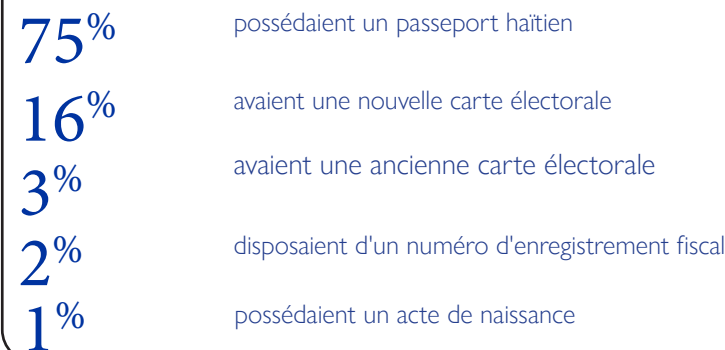 75% possédaient un passeport haïtien
16% avaient une nouvelle carte électorale
3% avaient une ancienne carte électorale
2% disposaient d'un numéro d'enregistrement fiscal
1% possédaient un acte de naissance